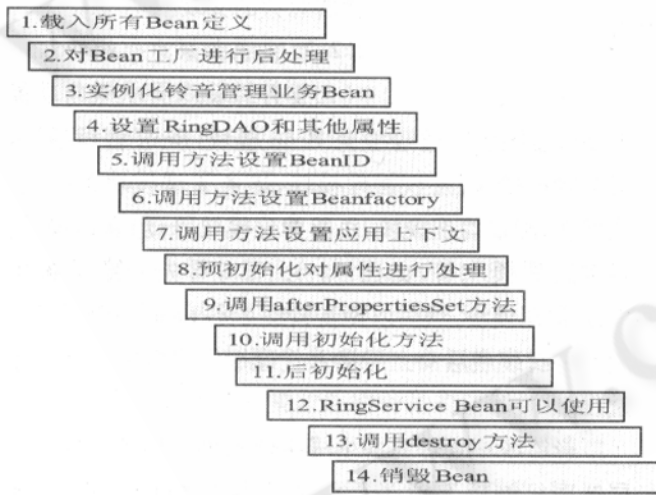 1.载入所有Bean定义
2.对Bean工厂进行后处理
3.实例化铃音管理业务Bean
4.设置RingDAO和其他属性
5.调用方法设置BeanID
6.调用方法设置Beanfactory
7.调用方法设置应用上下文
8.预初始化对属性进行处理
9.调用afterPropertiesSet方法
10.调用初始化方法
11.后初始化
12.RingService Bean可以使用
13.调用destroy方法
14.销毁Bean